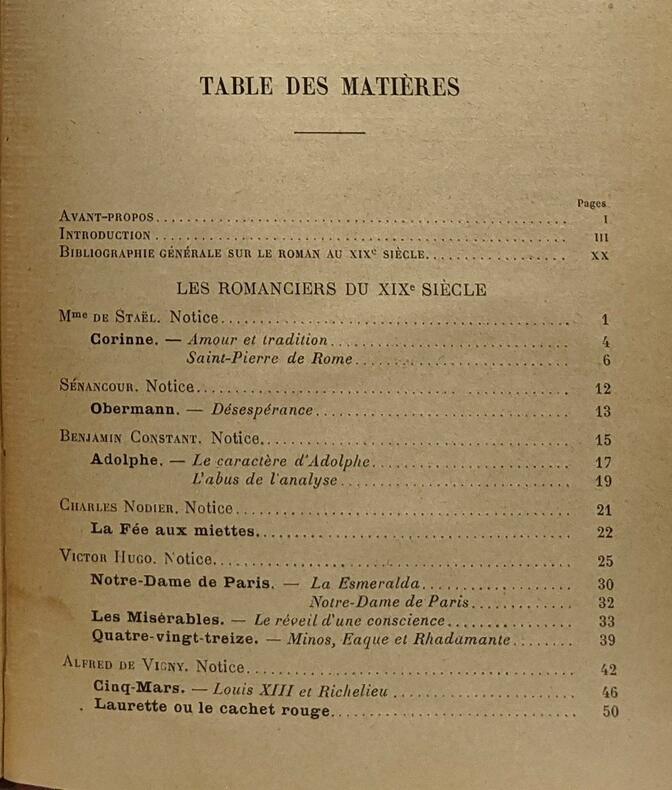 TABLE DES MATIÈRES
Pages
AVANT-PROPOS. I
INTRODUCTION III
BIBLIOGRAPHIE GÉNÉRALE SUR LE ROMAN AU XIXe SIÈCLE. XX
LES ROMANCIERS DU XIXe SIÈCLE
Mme DE STAËL. Notice. 1
Corinne. — Amour et tradition. 4
Saint-Pierre de Rome. 6
SÉNANCOUR. Notice. 12
Obermann. — Désespérance. 13
BENJAMIN CONSTANT. Notice. 15
Adolphe. — Le caractère d'Adolphe. 17
L'abus de l'analyse. 19
CHARLES NODIER. Notice. 21
La Fée aux miettes. 22
VICTOR HUGO. Notice. 25
Notre-Dame de Paris. — La Esmeralda. 30
Notre-Dame de Paris. 32
Les Misérables. — Le réveil d'une conscience. 33
Quatre-vingt-treize. — Minos, Eaque et Rhadamante. 39
ALFRED DE VIGNY. Notice. 42
Cinq-Mars. — Louis XIII et Richelieu 46
Laurette ou le cachet rouge. 50